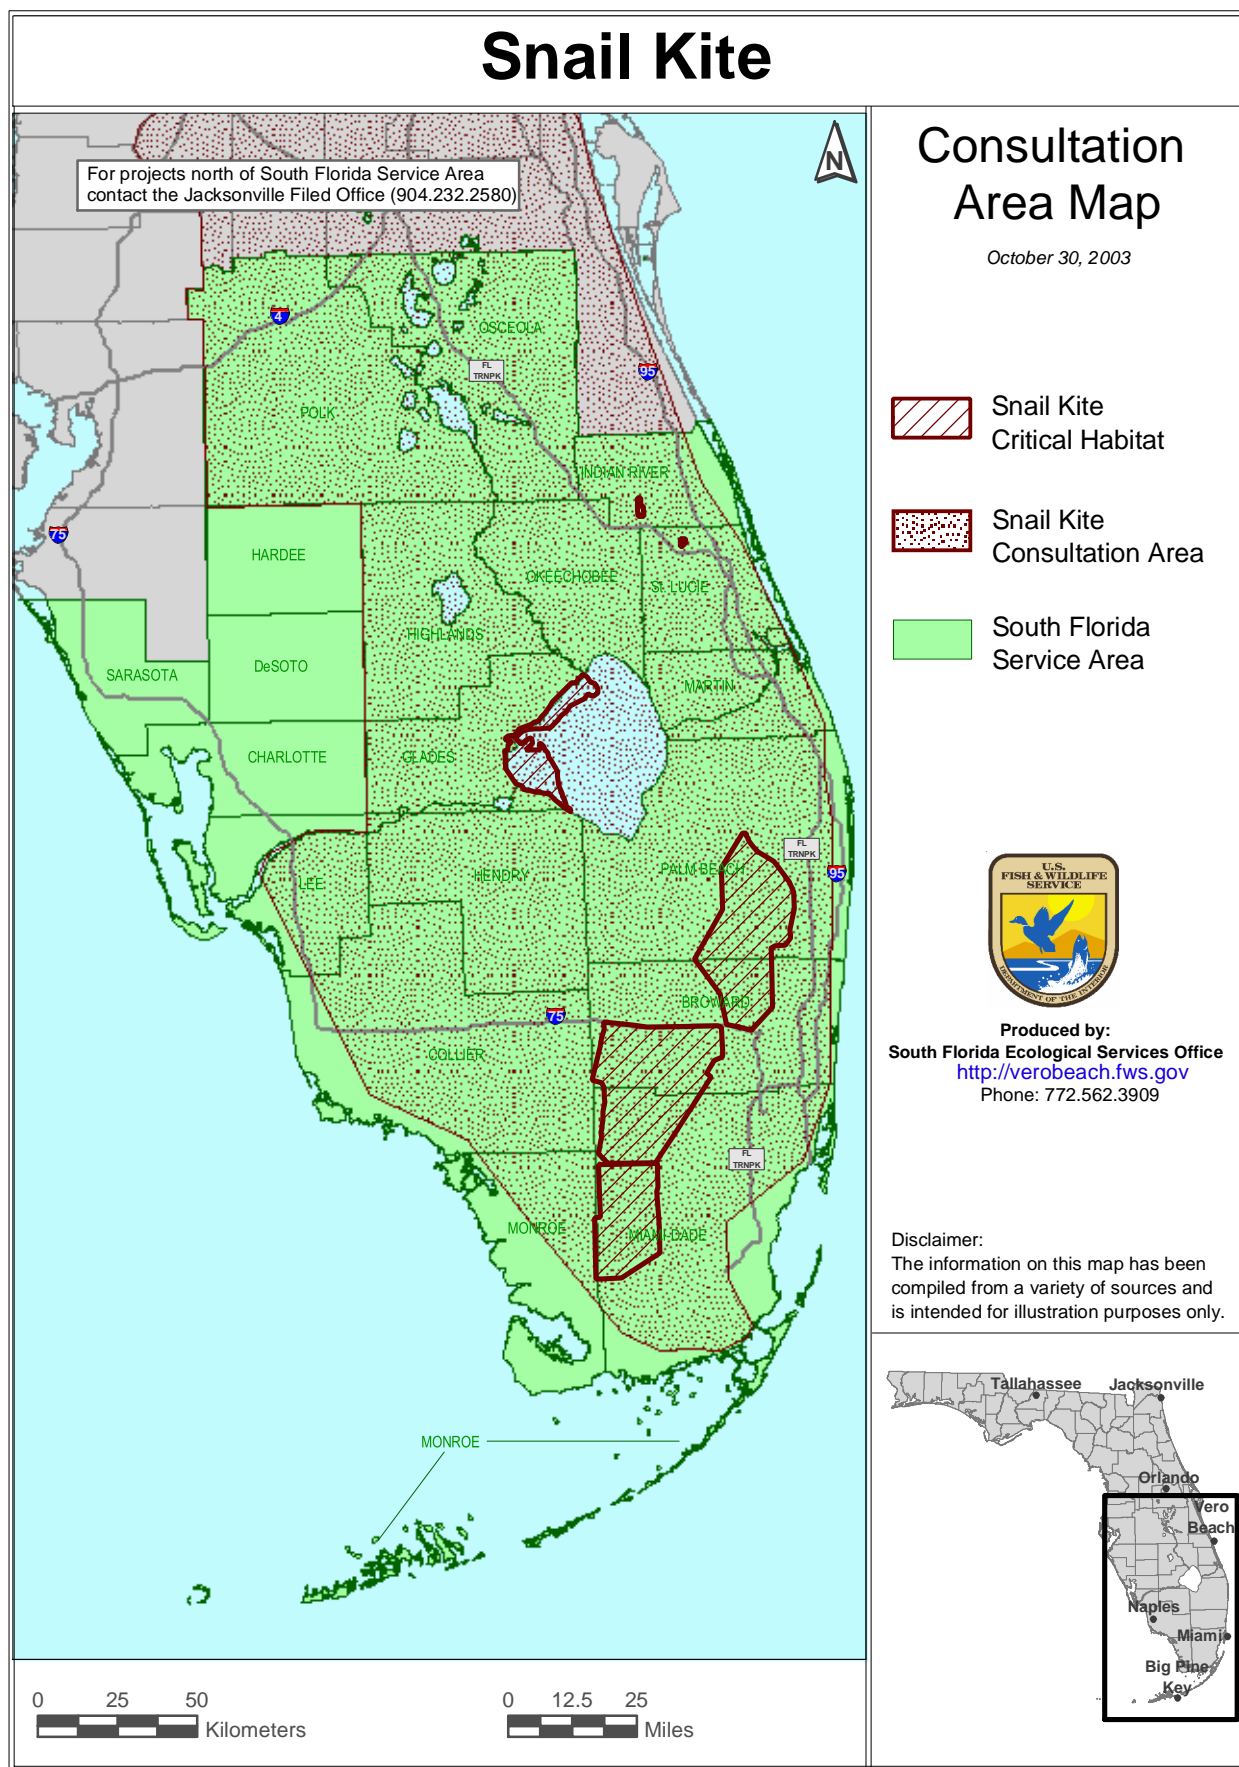 Snail Kite
For projects north of South Florida Service Area
contact the Jacksonville Filed Office (904.232.2580)
N
4
OSCEOLA
FL
TRNPK
95
POLK
INDIAN RIVER
75
HARDEE
OKEECHOBEE
St. LUCIE
HIGHLANDS
DeSOTO
SARASOTA
MARTIN
CHARLOTTE
GLADES
FL
TRNPK
PALM BEACH
95
LEE
HENDRY
BROWARD
75
COLLIER
FL
TRNPK
MONROE
MIAMI-DADE
MONROE
0 25 50
Kilometers
0 12.5 25
Miles
Consultation
Area Map
October 30, 2003
Snail Kite
Critical Habitat
Snail Kite
Consultation Area
South Florida
Service Area
U.S.
FISH & WILDLIFE
SERVICE
DEPARTMENT OF THE INTERIOR
Produced by:
South Florida Ecological Services Office
http://verobeach.fws.gov
Phone: 772.562.3909
Disclaimer:
The information on this map has been
compiled from a variety of sources and
is intended for illustration purposes only.
Tallahassee
Jacksonville
Orlando
Vero
Beach
Naples
Miami
Big Pine
Key